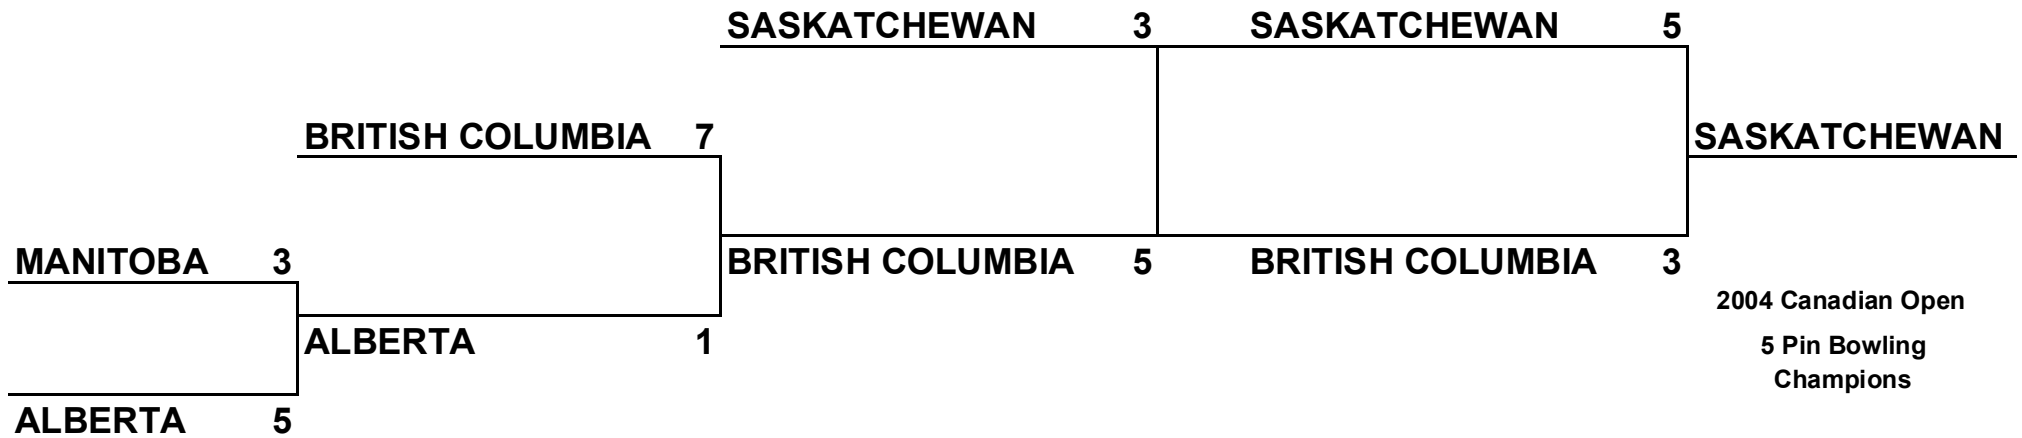 SASKATCHEWAN 3 SASKATCHEWAN 5
BRITISH COLUMBIA 7 SASKATCHEWAN
MANITOBA 3 BRITISH COLUMBIA 5 BRITISH COLUMBIA 3
2004 Canadian Open
ALBERTA 1 5 Pin Bowling
Champions
ALBERTA 5